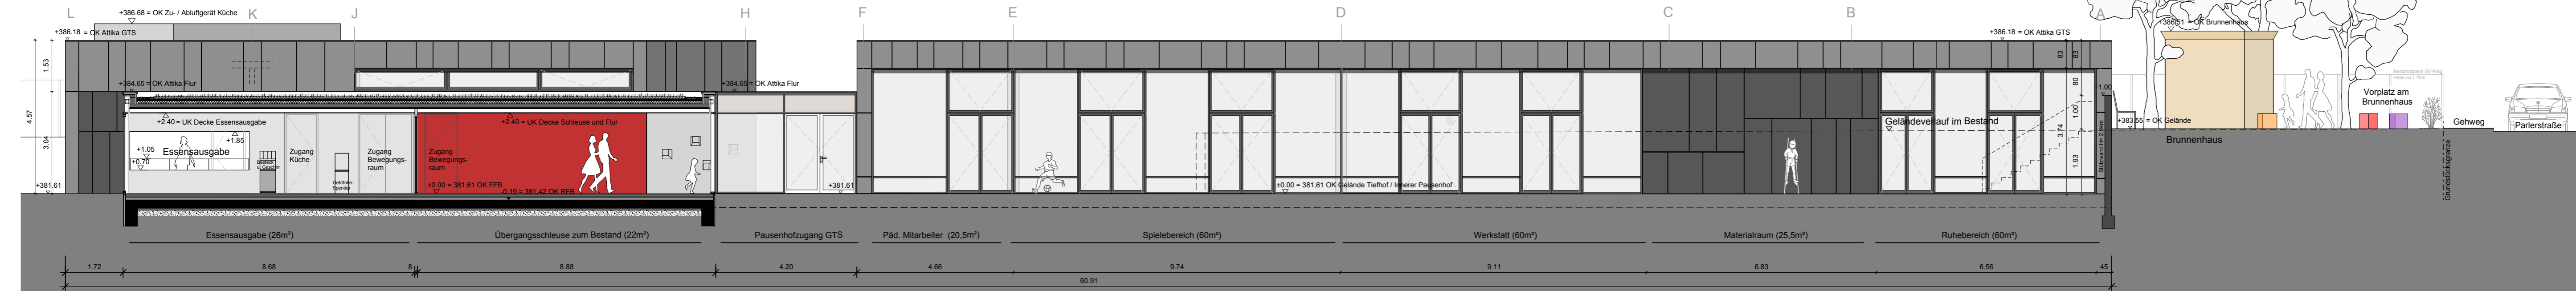 L K J H F E D C B A
+386.68 = OK Zu- / Abluftgerät Küche
+386.18 = OK Attika GTS
+386.18 = OK Attika GTS
+386.51 = OK Brunnenhaus
1.53
3.04
4.57
+384.65 = OK Attika Flur
+384.65 = OK Attika Flur
83
83
80
1.00
3.74
1.93
+1.00
Bestandszaun SV-Prag
Vorplatz am
Brunnenhaus
+2.40 = UK Decke Essensausgabe
+2.40 = UK Decke Schleuse und Flur
+1.85
+1.05
+0.70
Essensausgabe
Zugang
Küche
Getränke-
Spender
Zugang
Bewegungs-
raum
Zugang
Bewegungs-
raum
±0.00 = 381,61 OK FFB
-0.19 = 381,42 OK RFB
+381.61
+381.61
±0.00 = 381,61 OK Gelände Tiefhof / Innerer Pausenhof
Geländeverlauf im Bestand
+383.55 = OK Gelände
Brunnenhaus
Grundstücksgrenze
Gehweg
Parlerstraße
Essensausgabe (26m²)
Übergangsschleuse zum Bestand (22m²)
Pausenhofzugang GTS
Päd. Mitarbeiter (20,5m²)
Spielebereich (60m²)
Werkstatt (60m²)
Materialraum (25,5m²)
Ruhebereich (60m²)
1.72
8.68
8
8.88
4.20
4.66
9.74
9.11
6.83
6.56
45
60.91